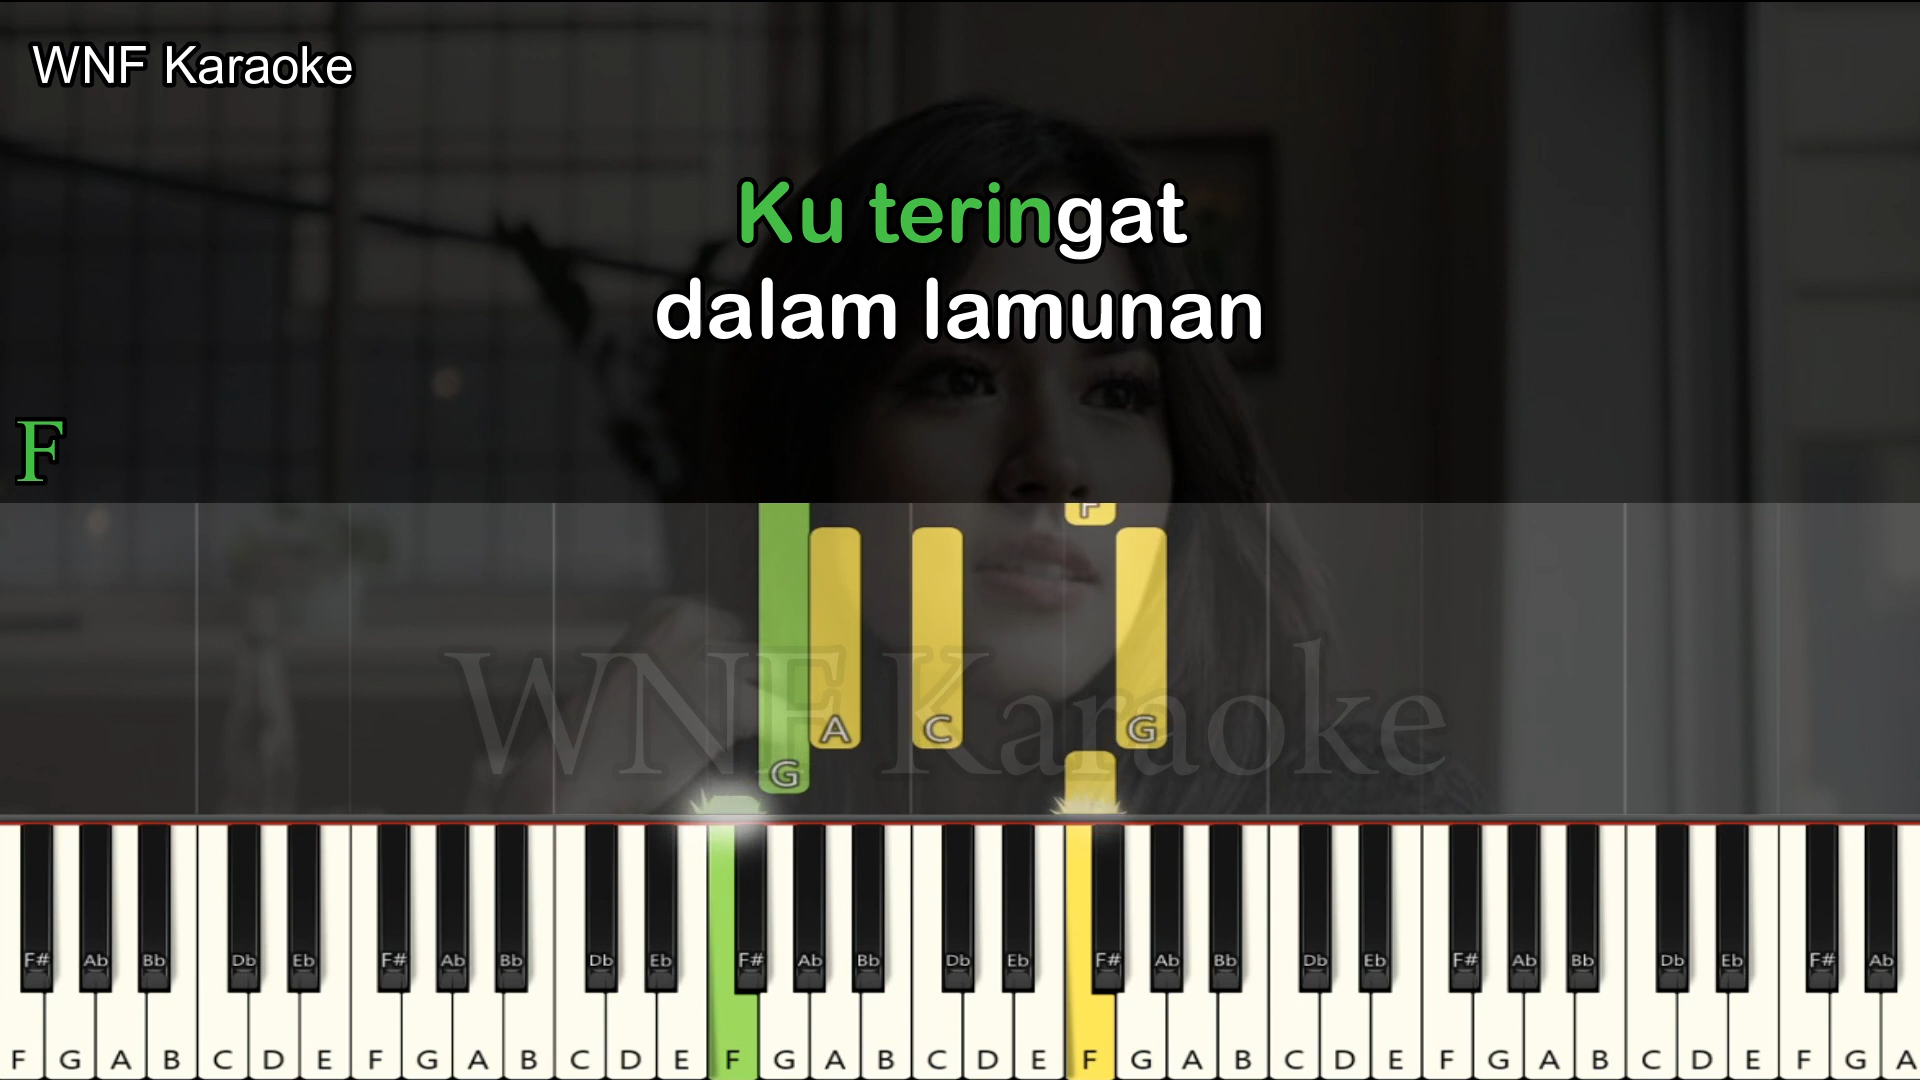 WNF Karaoke
Ku teringat
dalam lamunan
F
F
A C G
G
WNF Karaoke
F# Ab Bb Db Eb F# Ab Bb Db Eb F# Ab Bb Db Eb F# Ab Bb Db Eb F# Ab Bb Db Eb F# Ab
F G A B C D E F G A B C D E F G A B C D E F G A B C D E F G A B C D E F G A